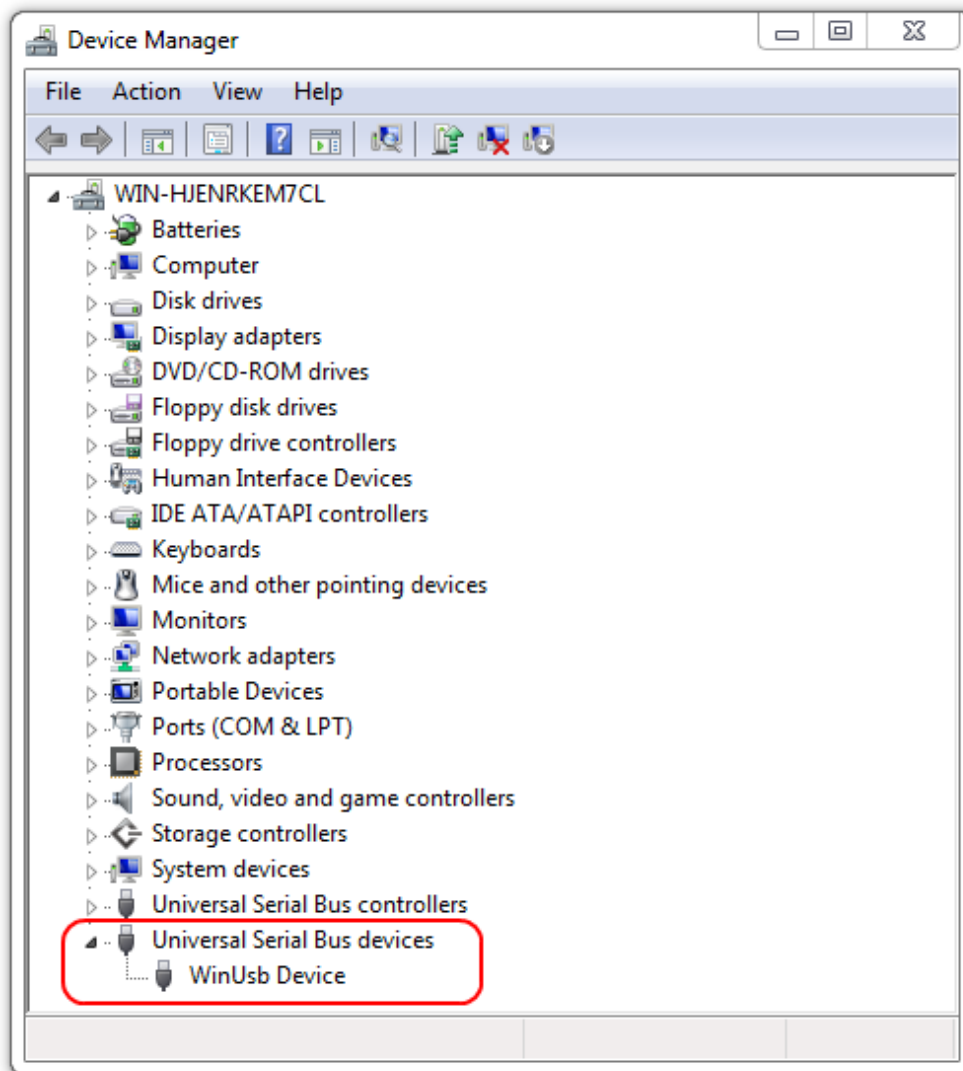 Device Manager
File Action View Help
WIN-HJENRKEM7CL
Batteries
Computer
Disk drives
Display adapters
DVD/CD-ROM drives
Floppy disk drives
Floppy drive controllers
Human Interface Devices
IDE ATA/ATAPI controllers
Keyboards
Mice and other pointing devices
Monitors
Network adapters
Portable Devices
Ports (COM & LPT)
Processors
Sound, video and game controllers
Storage controllers
System devices
Universal Serial Bus controllers
Universal Serial Bus devices
WinUsb Device